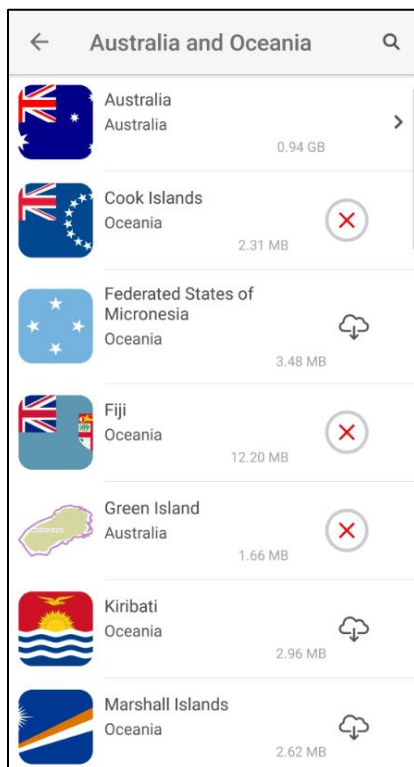 Australia and Oceania
Australia
Australia
0.94 GB
Cook Islands
Oceania
2.31 MB
Federated States of
Micronesia
Oceania
3.48 MB
Fiji
Oceania
12.20 MB
Green Island
Australia
1.66 MB
Kiribati
Oceania
2.96 MB
Marshall Islands
Oceania
2.62 MB